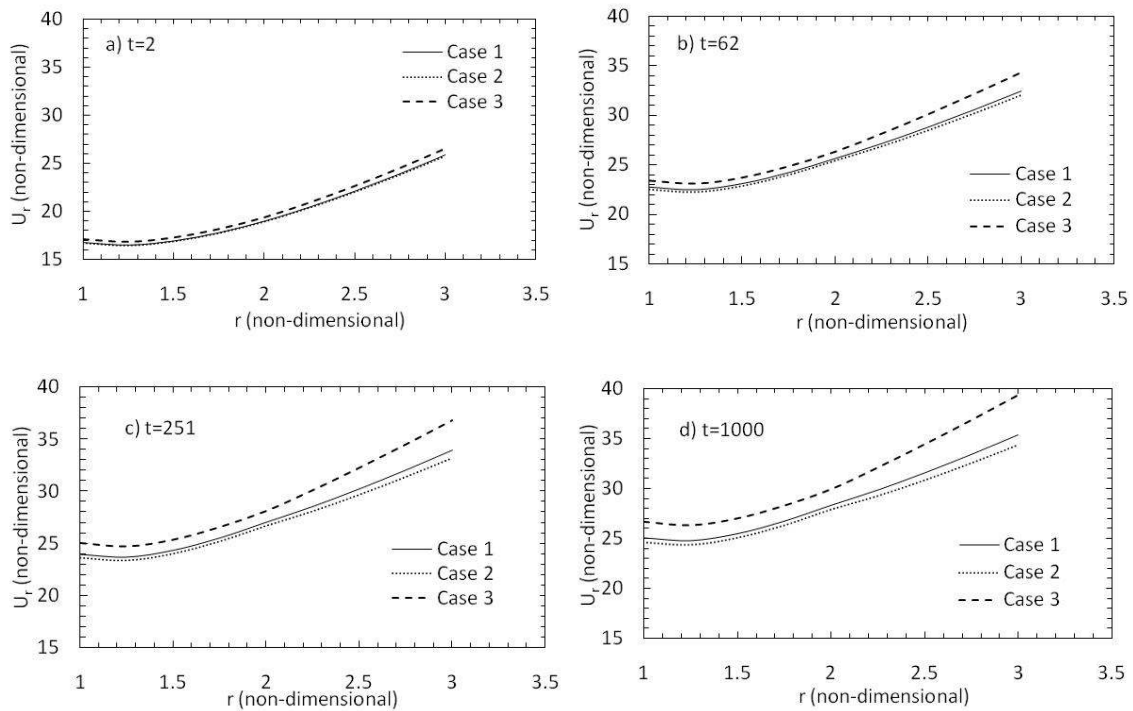 a) t=2
Case 1
Case 2
Case 3
40
35
30
25
20
15
U_r (non-dimensional)
1 1.5 2 2.5 3 3.5
r (non-dimensional)
b) t=62
Case 1
Case 2
Case 3
40
35
30
25
20
15
U_r (non-dimensional)
1 1.5 2 2.5 3 3.5
r (non-dimensional)
c) t=251
Case 1
Case 2
Case 3
40
35
30
25
20
15
U_r (non-dimensional)
1 1.5 2 2.5 3 3.5
r (non-dimensional)
d) t=1000
Case 1
Case 2
Case 3
40
35
30
25
20
15
U_r (non-dimensional)
1 1.5 2 2.5 3 3.5
r (non-dimensional)